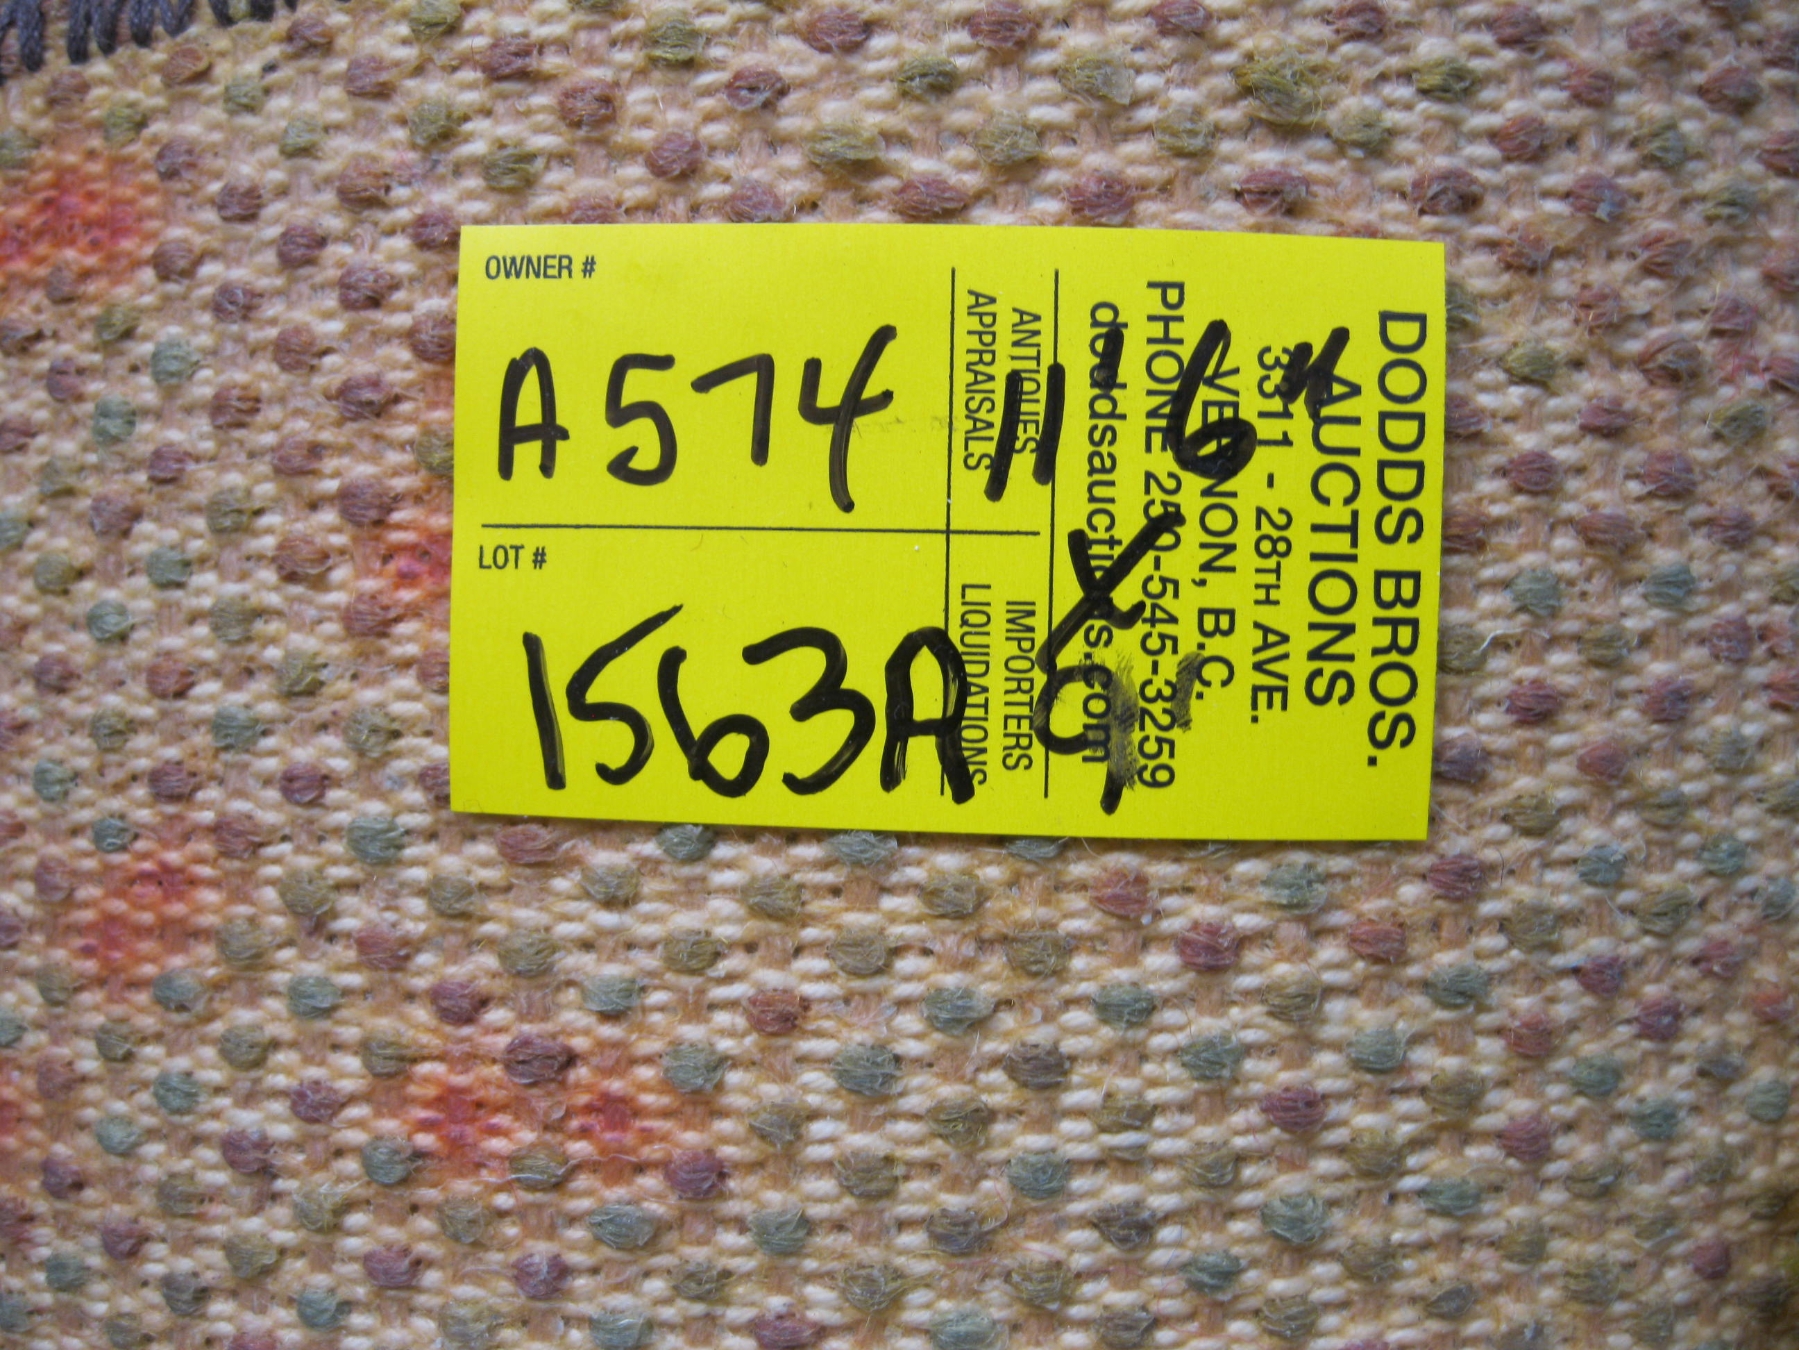 OWNER #
A574
LOT #
1563A
11' 6" X 6'
DODDS BROS.
AUCTIONS
3311 - 28TH AVE.
VERNON, B.C.
PHONE 250-545-3259
doddsauctions.com
ANTIQUES IMPORTERS
APPRAISALS LIQUIDATIONS